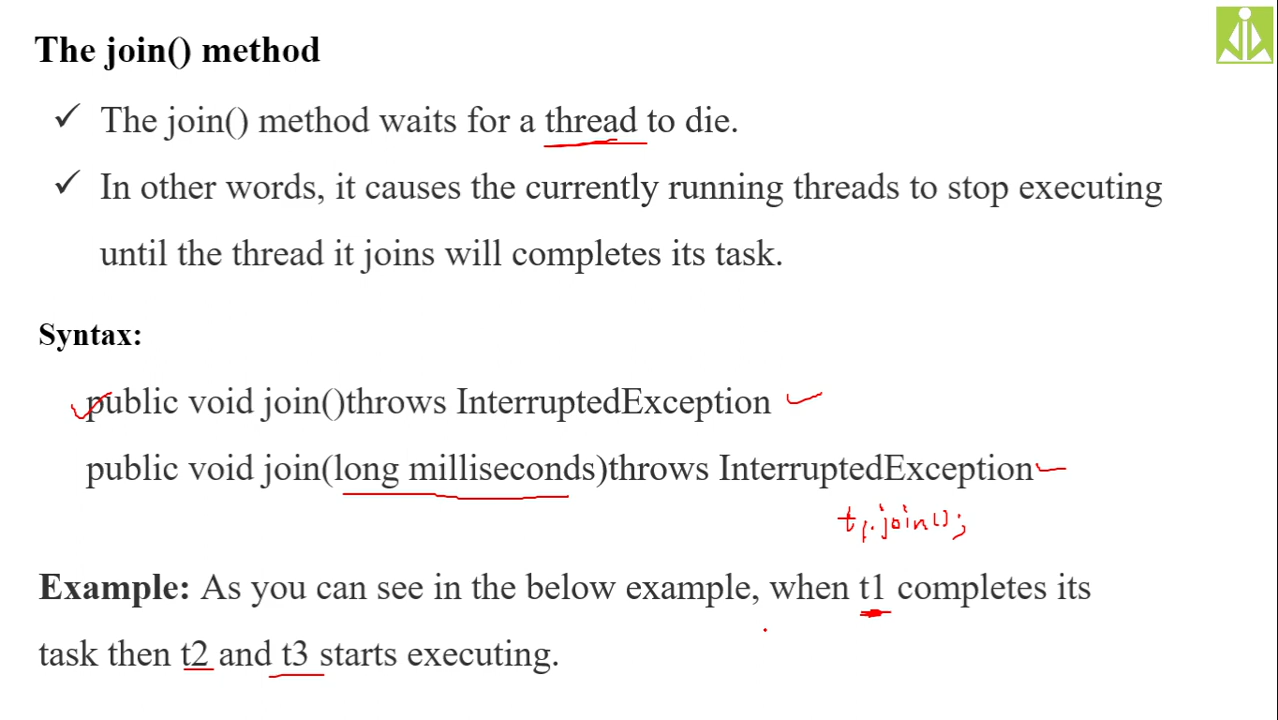 The join() method
✓ The join() method waits for a thread to die.
✓ In other words, it causes the currently running threads to stop executing
until the thread it joins will completes its task.
Syntax:
public void join()throws InterruptedException
public void join(long milliseconds)throws InterruptedException
t1.join();
Example: As you can see in the below example, when t1 completes its
task then t2 and t3 starts executing.